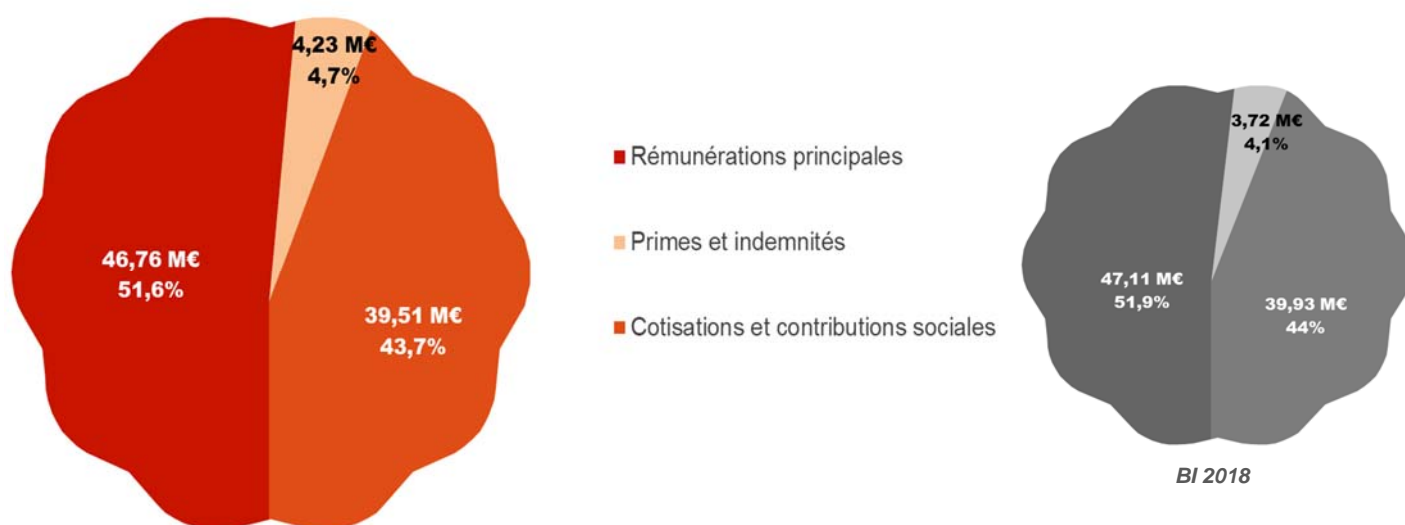 4,23 M€
4,7%
46,76 M€
51,6%
39,51 M€
43,7%
Rémunérations principales
Primes et indemnités
Cotisations et contributions sociales
3,72 M€
4,1%
47,11 M€
51,9%
39,93 M€
44%
BI 2018